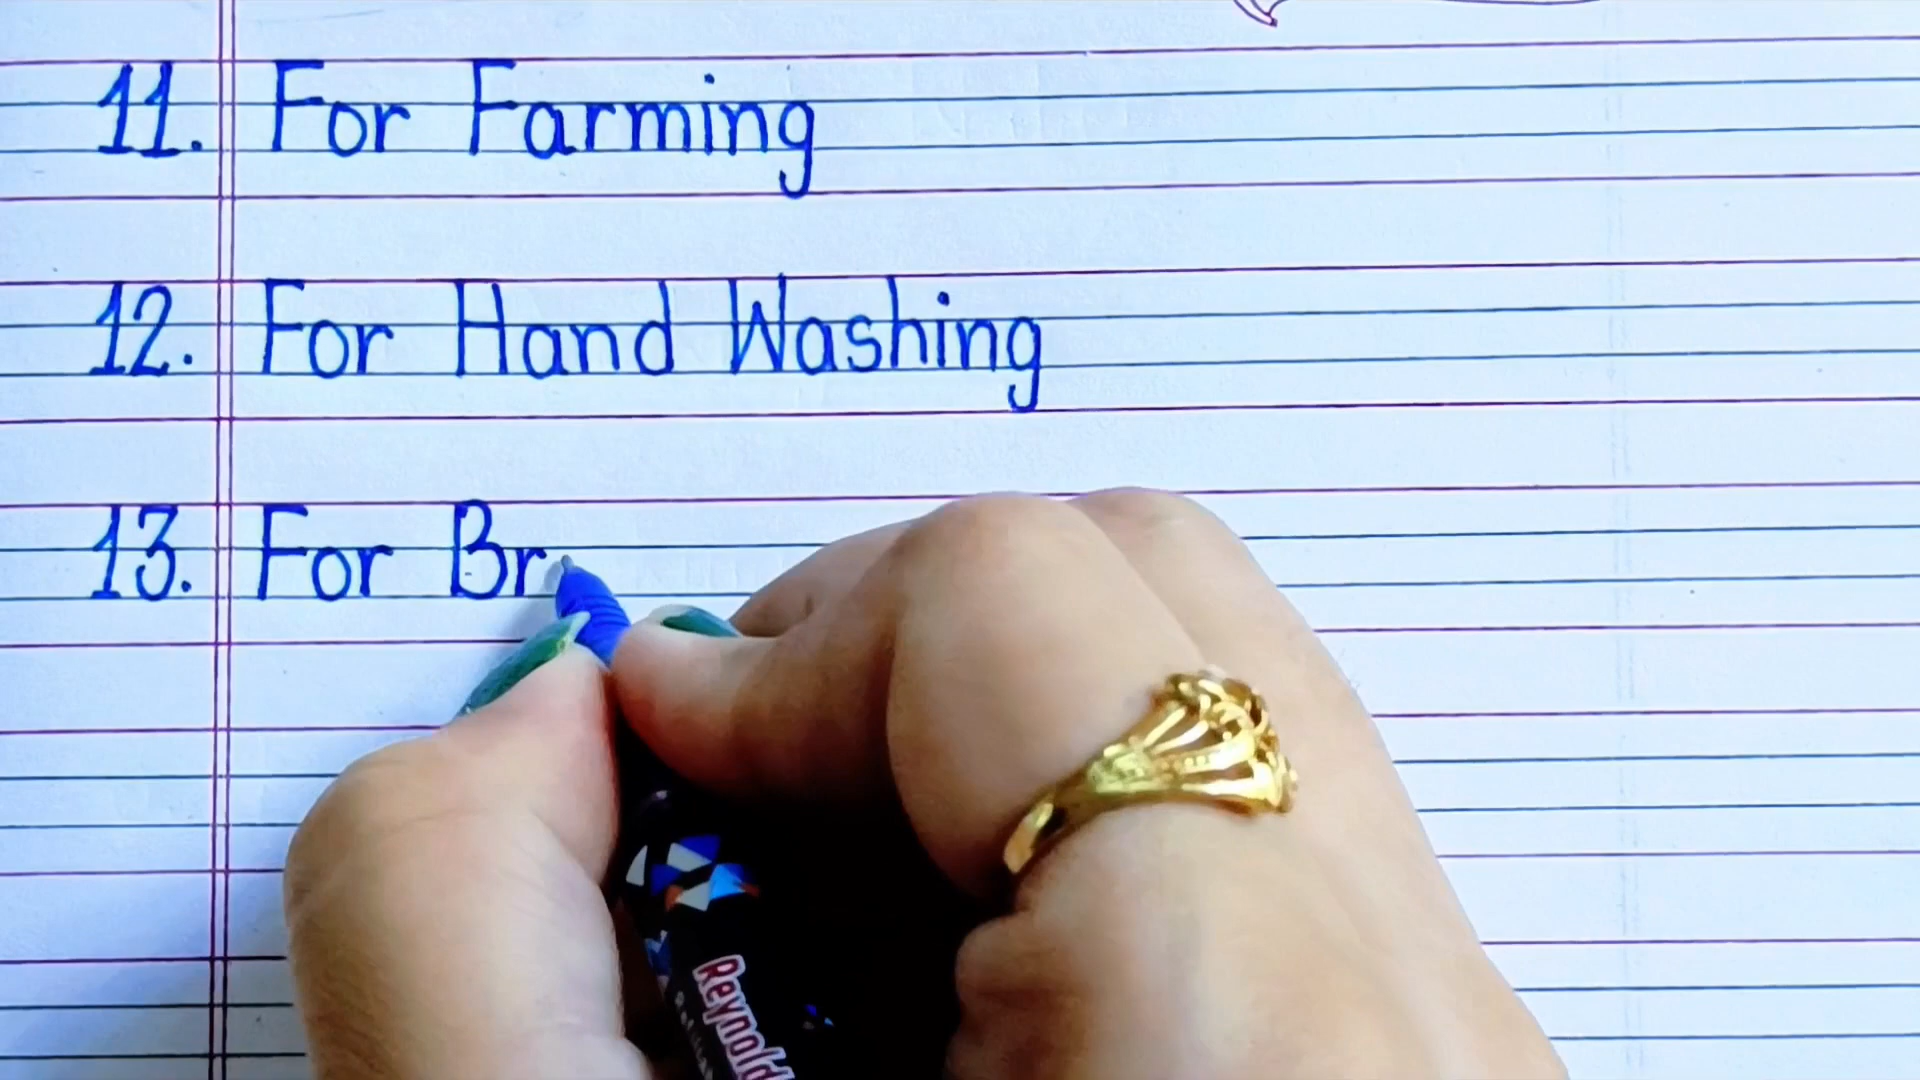 11. For Farming
12. For Hand Washing
13. For Br
Reynold